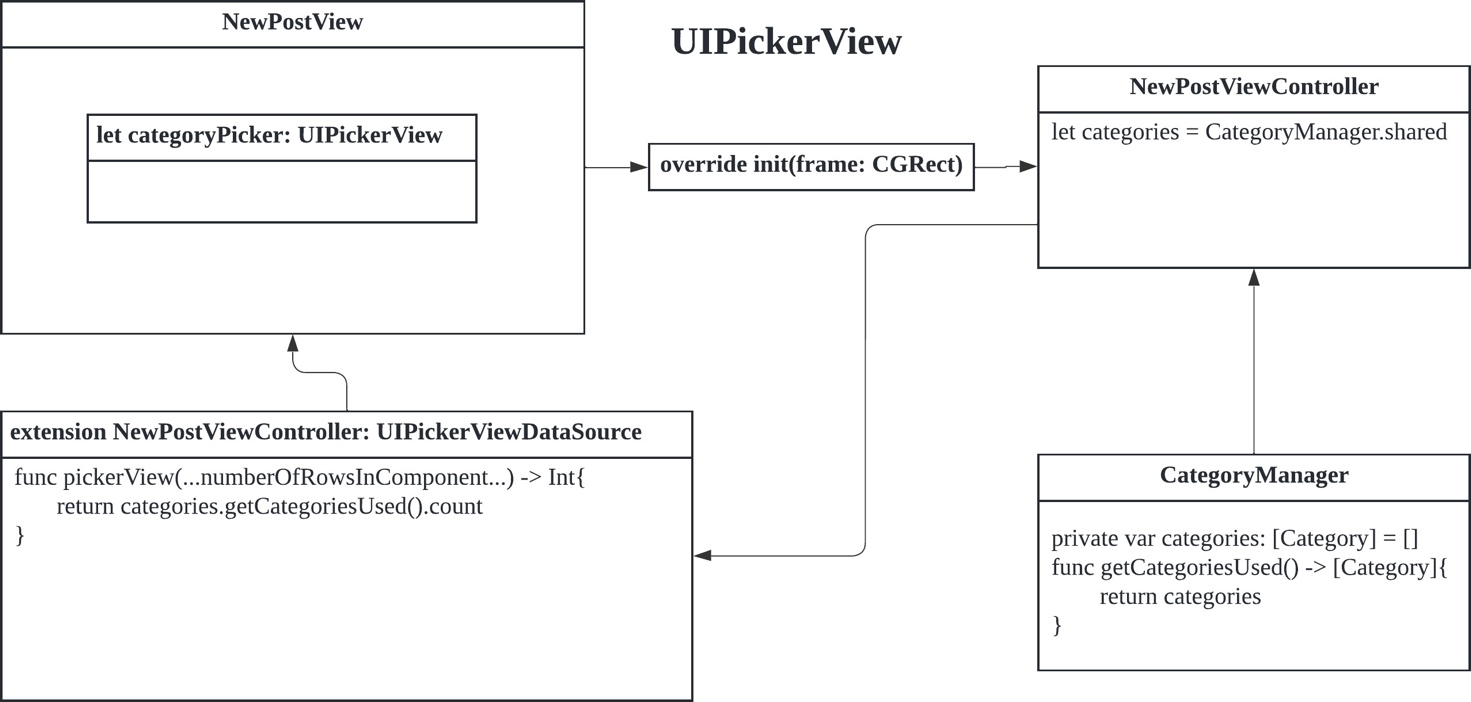 NewPostView
UIPickerView
NewPostViewController
let categoryPicker: UIPickerView
let categories = CategoryManager.shared
override init(frame: CGRect)
extension NewPostViewController: UIPickerViewDataSource
func pickerView(...numberOfRowsInComponent...) -> Int{
return categories.getCategoriesUsed().count
}
CategoryManager
private var categories: [Category] = []
func getCategoriesUsed() -> [Category]{
return categories
}